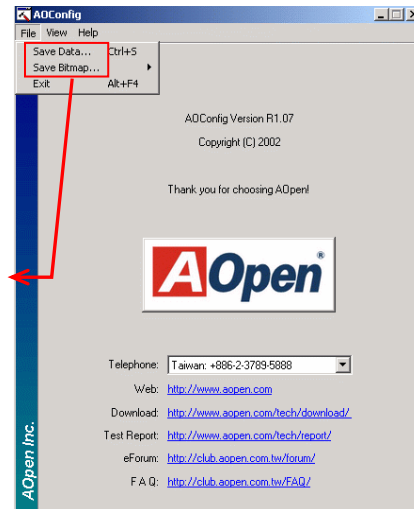 AOConfig
File View Help
Save Data... Ctrl+S
Save Bitmap...
Exit Alt+F4
AOConfig Version R1.07
Copyright (C) 2002
Thank you for choosing AOpen!
AOpen®
Telephone: Taiwan: +886-2-3789-5888
Web: http://www.aopen.com
Download: http://www.aopen.com/tech/download/
Test Report: http://www.aopen.com/tech/report/
eForum: http://club.aopen.com.tw/forum/
F A Q: http://club.aopen.com.tw/FAQ/
AOpen Inc.